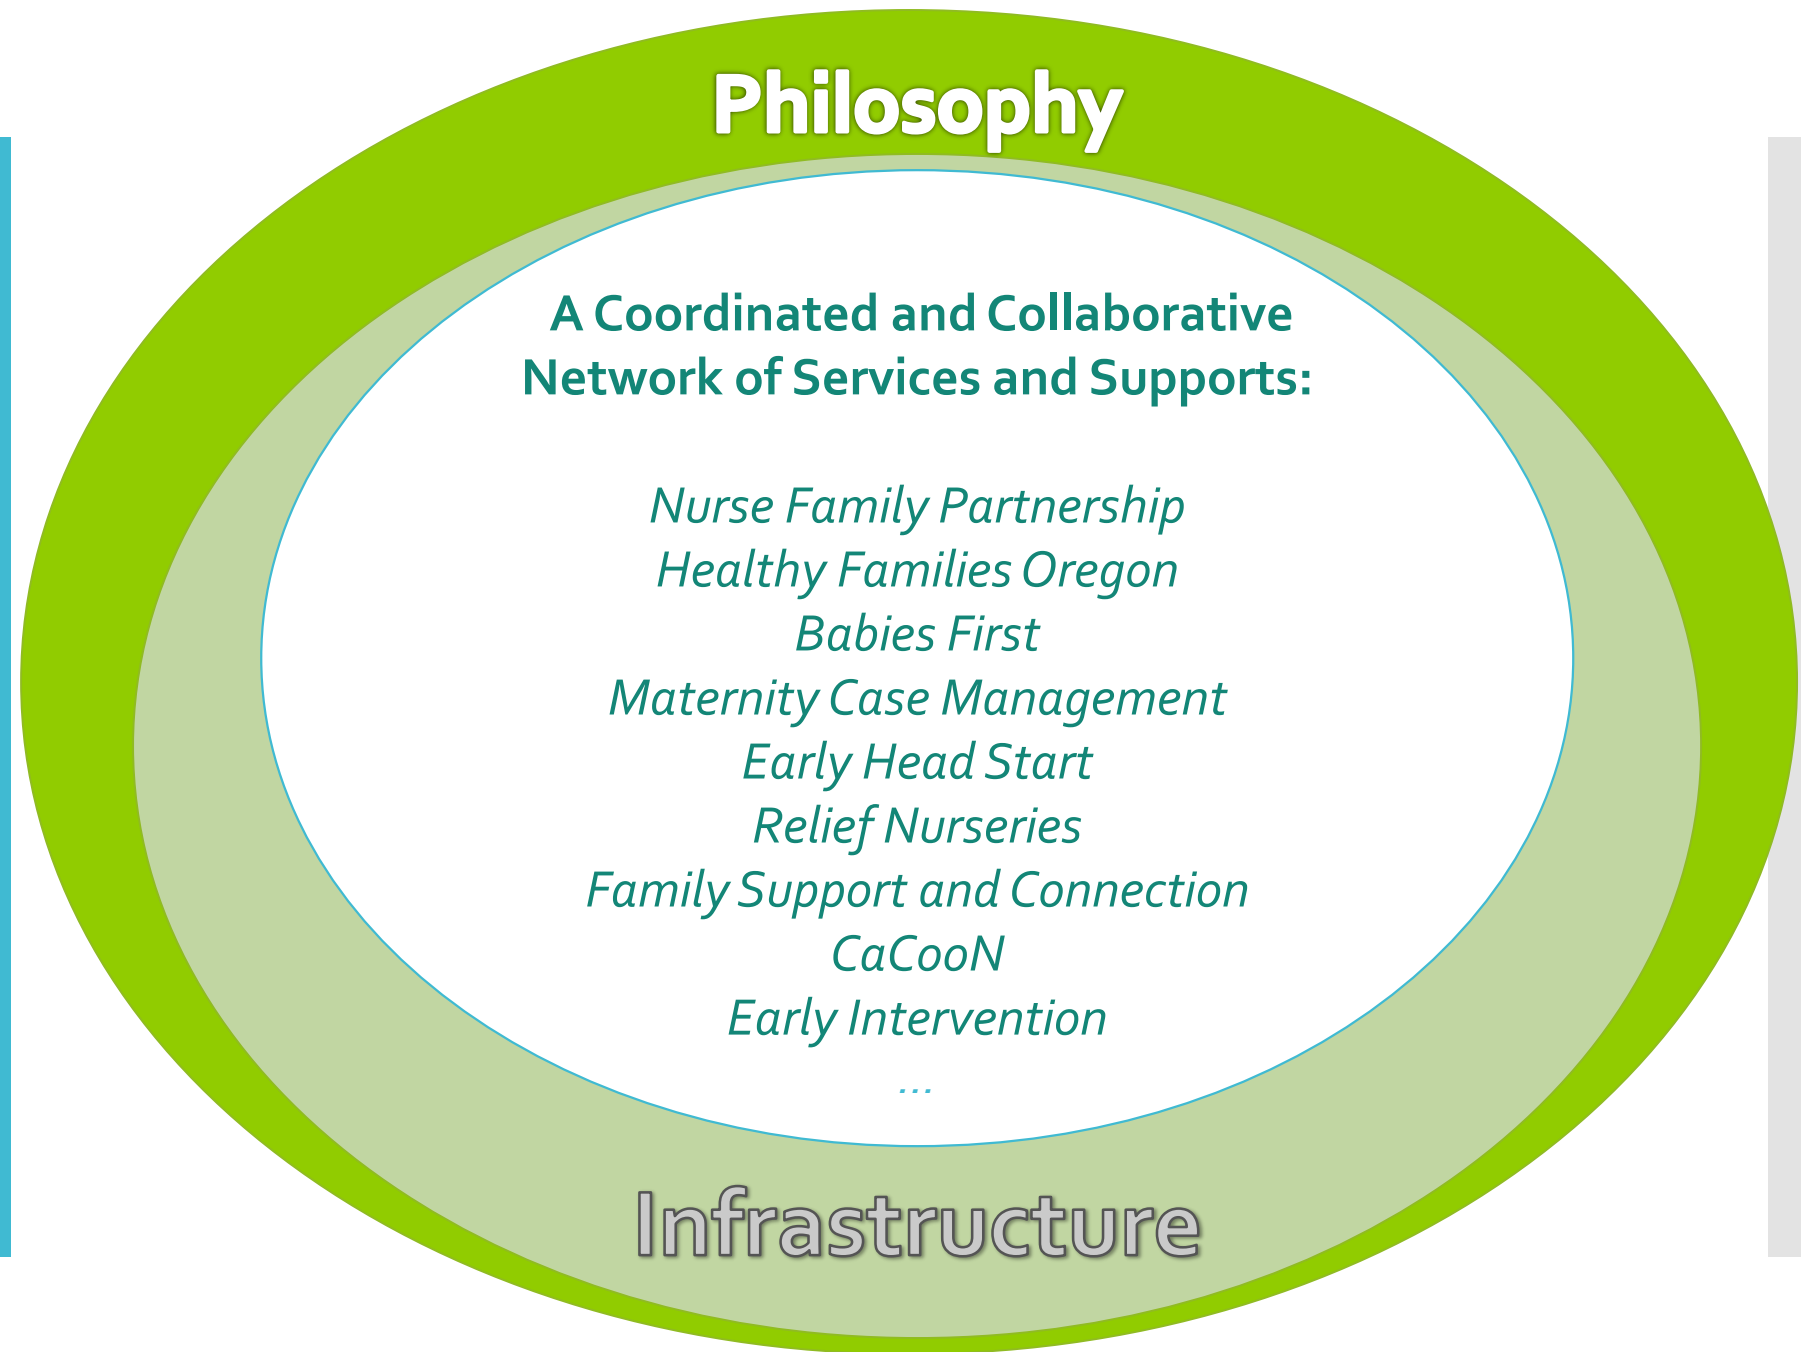 Philosophy
A Coordinated and Collaborative
Network of Services and Supports:
Nurse Family Partnership
Healthy Families Oregon
Babies First
Maternity Case Management
Early Head Start
Relief Nurseries
Family Support and Connection
CaCooN
Early Intervention
...
Infrastructure